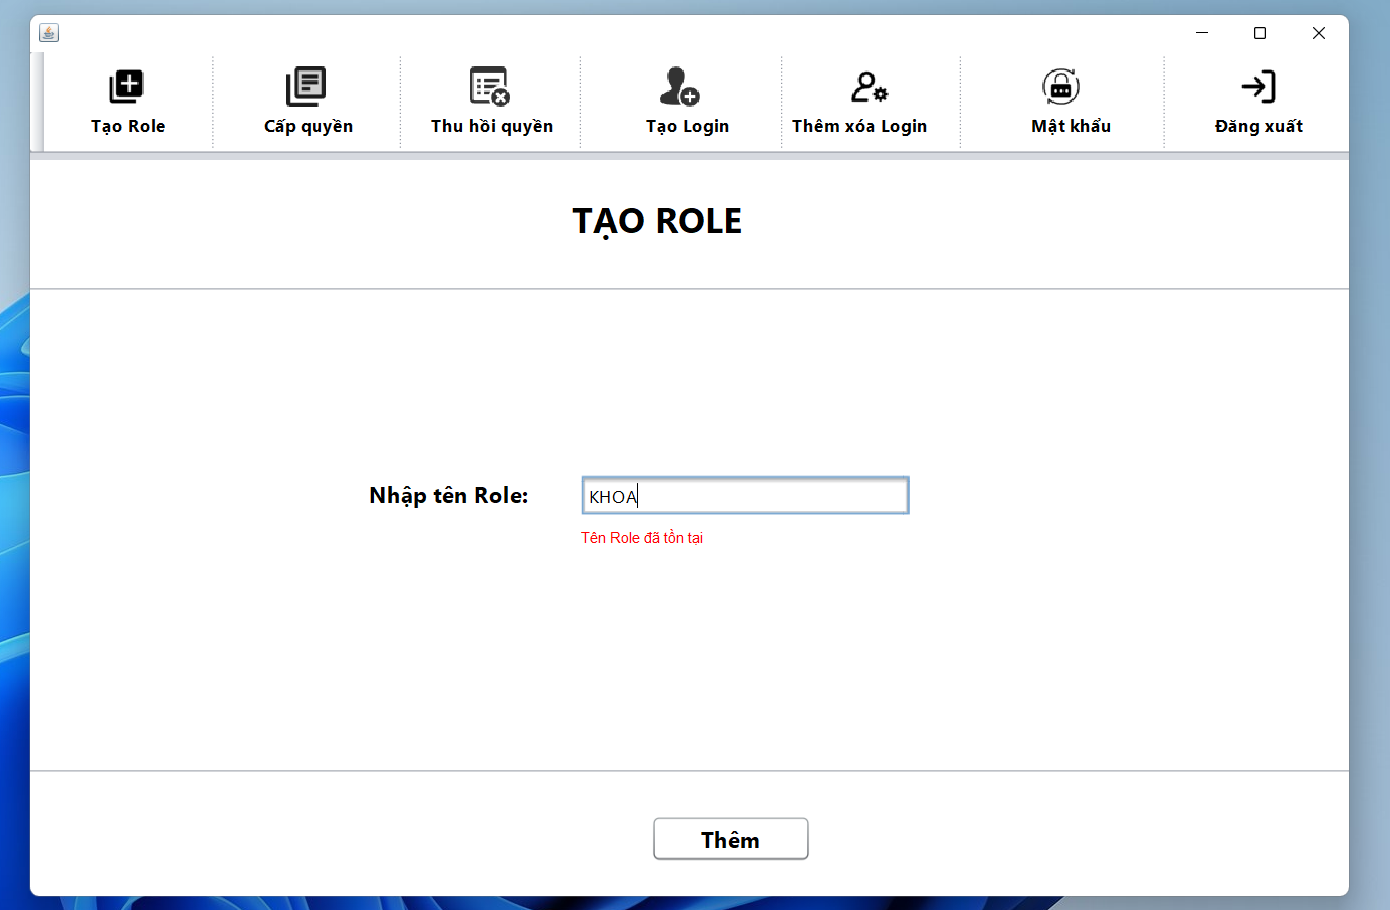 Tạo Role
Cấp quyền
Thu hồi quyền
Tạo Login
Thêm xóa Login
Mật khẩu
Đăng xuất
TẠO ROLE
Nhập tên Role:
KHOA
Tên Role đã tồn tại
Thêm